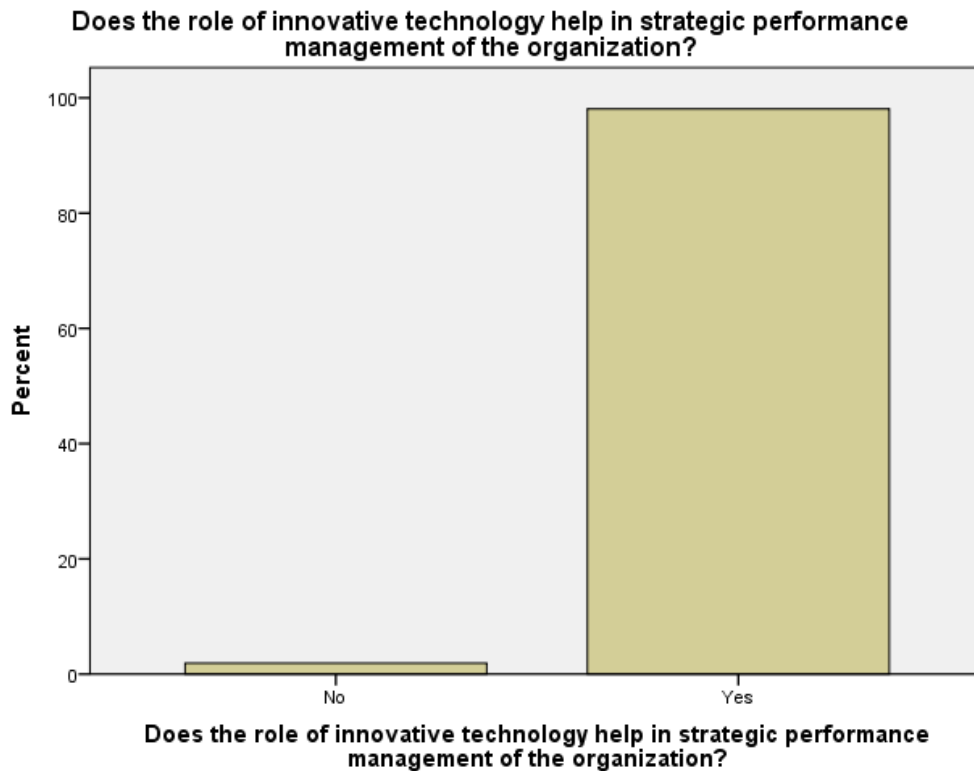 Does the role of innovative technology help in strategic performance
management of the organization?
100
80
60
40
20
0
Percent
No
Yes
Does the role of innovative technology help in strategic performance
management of the organization?